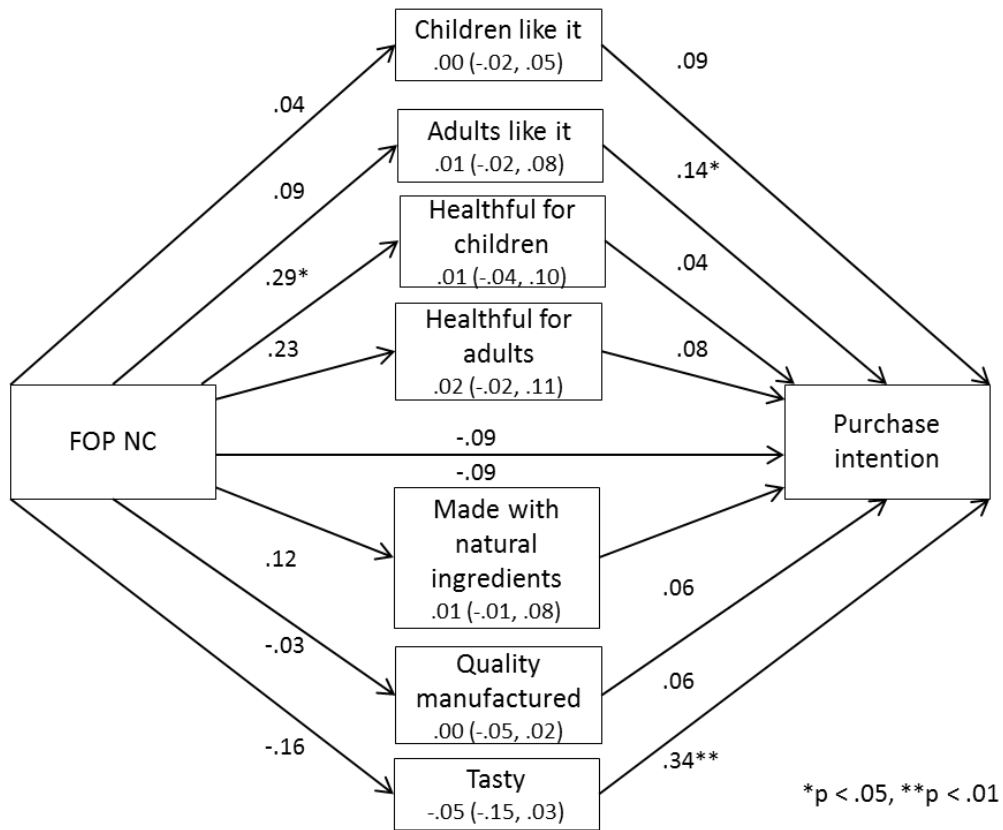 Children like it
.00 (-.02, .05)
.09
.04
Adults like it
.01 (-.02, .08)
.14*
.09
Healthful for
children
.01 (-.04, .10)
.29*
.04
Healthful for
adults
.02 (-.02, .11)
.23
.08
FOP NC
-.09
-.09
Purchase
intention
Made with
natural
ingredients
.01 (-.01, .08)
.12
.06
-.03
Quality
manufactured
.00 (-.05, .02)
.06
-.16
Tasty
-.05 (-.15, .03)
.34**
*p < .05, **p < .01